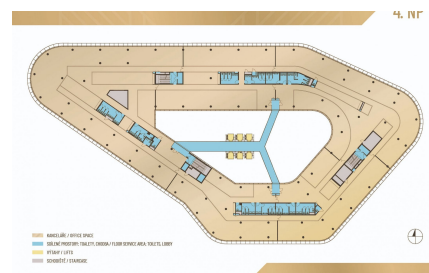 4. NP
KANCELÁŘE / OFFICE SPACE
SDÍLENÉ PROSTORY: TOALETY, CHODBA / FLOOR SERVICE AREA: TOILETS, LOBBY
VÝTAHY / LIFTS
SCHODIŠTĚ / STAIRCASE